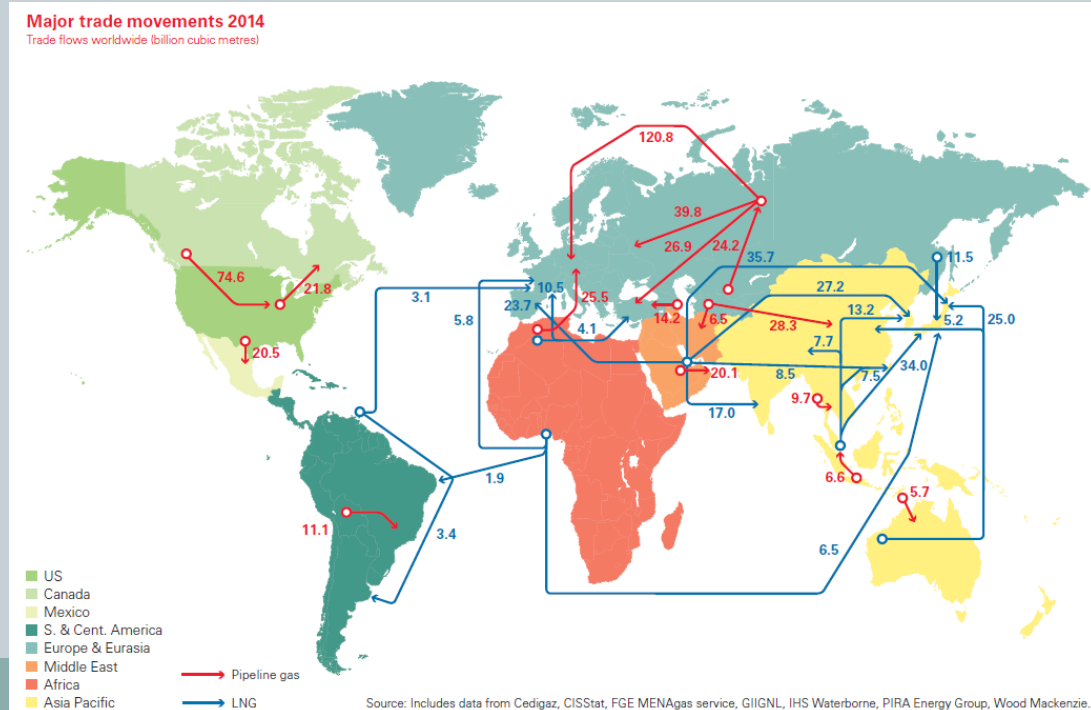 Major trade movements 2014
Trade flows worldwide (billion cubic metres)
120.8
39.8
26.9
24.2
35.7
11.5
74.6
21.8
3.1
10.5
23.7
25.5
27.2
5.8
4.1
14.2
6.5
28.3
13.2
5.2
25.0
20.5
7.7
34.0
20.1
8.5
7.5
17.0
9.7
1.9
6.6
5.7
11.1
3.4
6.5
US
Canada
Mexico
S. & Cent. America
Europe & Eurasia
Middle East
Africa
Asia Pacific
Pipeline gas
LNG
Source: Includes data from Cedigaz, CISStat, FGE MENAgas service, GIIGNL, IHS Waterborne, PIRA Energy Group, Wood Mackenzie.